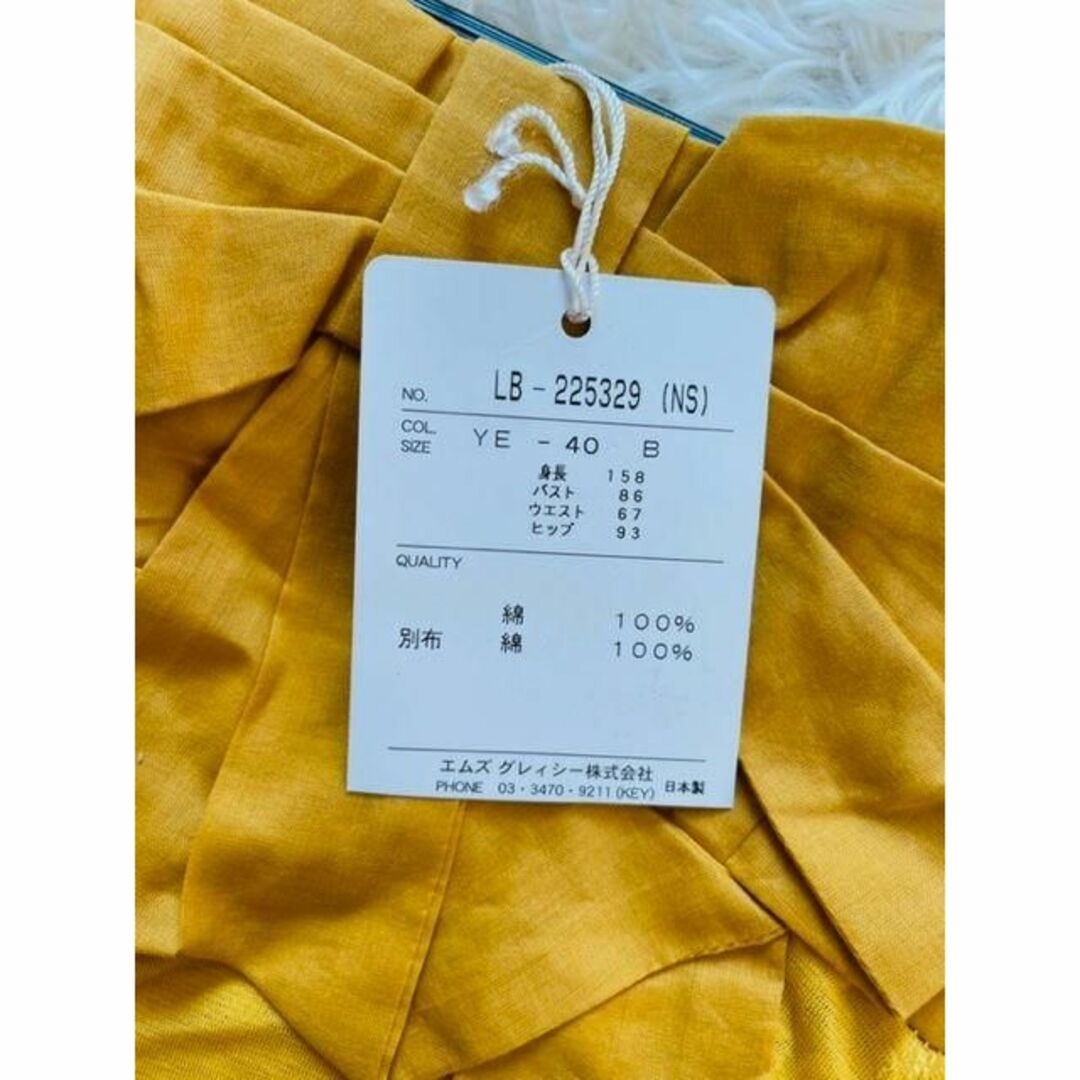 NO. LB-225329 (NS)
COL.
SIZE YE - 40 B
身長 158
バスト 86
ウエスト 67
ヒップ 93
QUALITY
綿 100%
別布 綿 100%
エムズ グレィシー株式会社
PHONE 03・3470・9211(KEY) 日本製